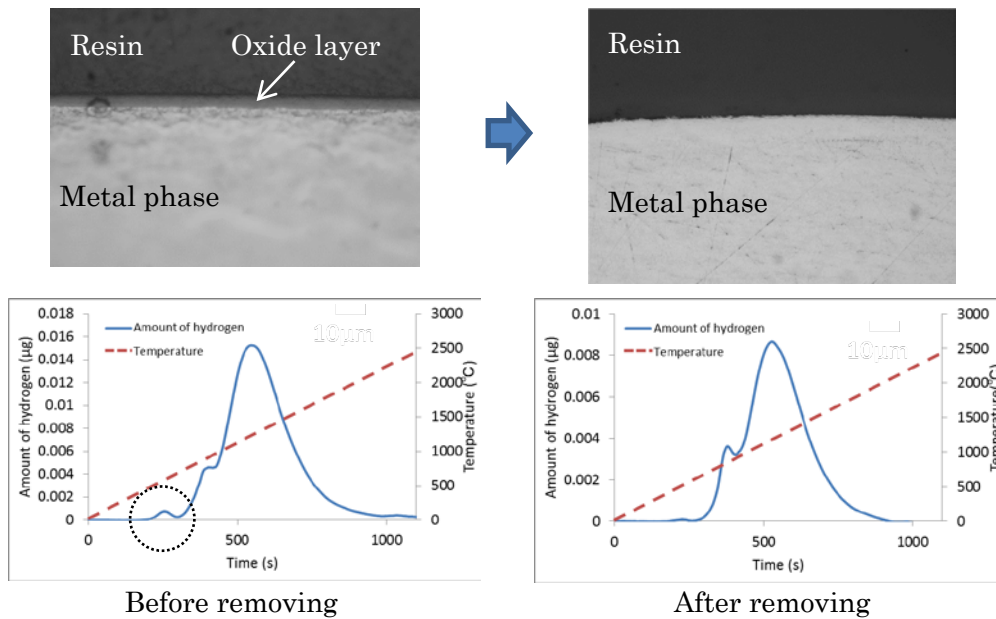 Resin
Oxide layer
Metal phase
Resin
Metal phase
Amount of hydrogen (μg)
0.018
0.016
0.014
0.012
0.01
0.008
0.006
0.004
0.002
0
Amount of hydrogen
Temperature
10μm
3000
2500
2000
1500
1000
500
0
Temperature(℃)
0
500
1000
Time (s)
Before removing
Amount of hydrogen (μg)
0.01
0.008
0.006
0.004
0.002
0
Amount of hydrogen
Temperature
10μm
3000
2500
2000
1500
1000
500
0
Temperature(℃)
0
500
1000
Time (s)
After removing